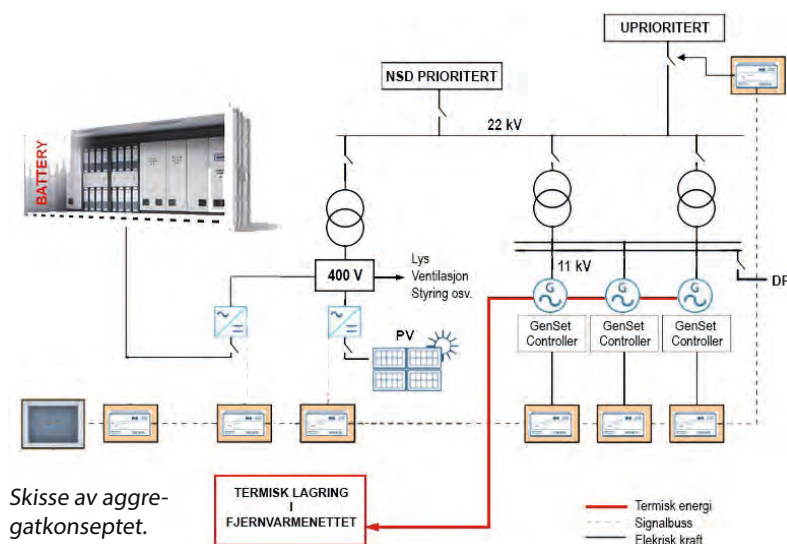 UPRIORITERT
NSD PRIORITERT
22 kV
BATTERY
Lys
Ventilasjon
Styring osv.
400 V
11 kV
G
G
G
GenSet
Controller
GenSet
Controller
GenSet
Controller
PV
Skisse av aggre-
gatkonseptet.
TERMISK LAGRING
I
FJERNVARMENETTET
Termisk energi
Signalbuss
Elekrisk kraft